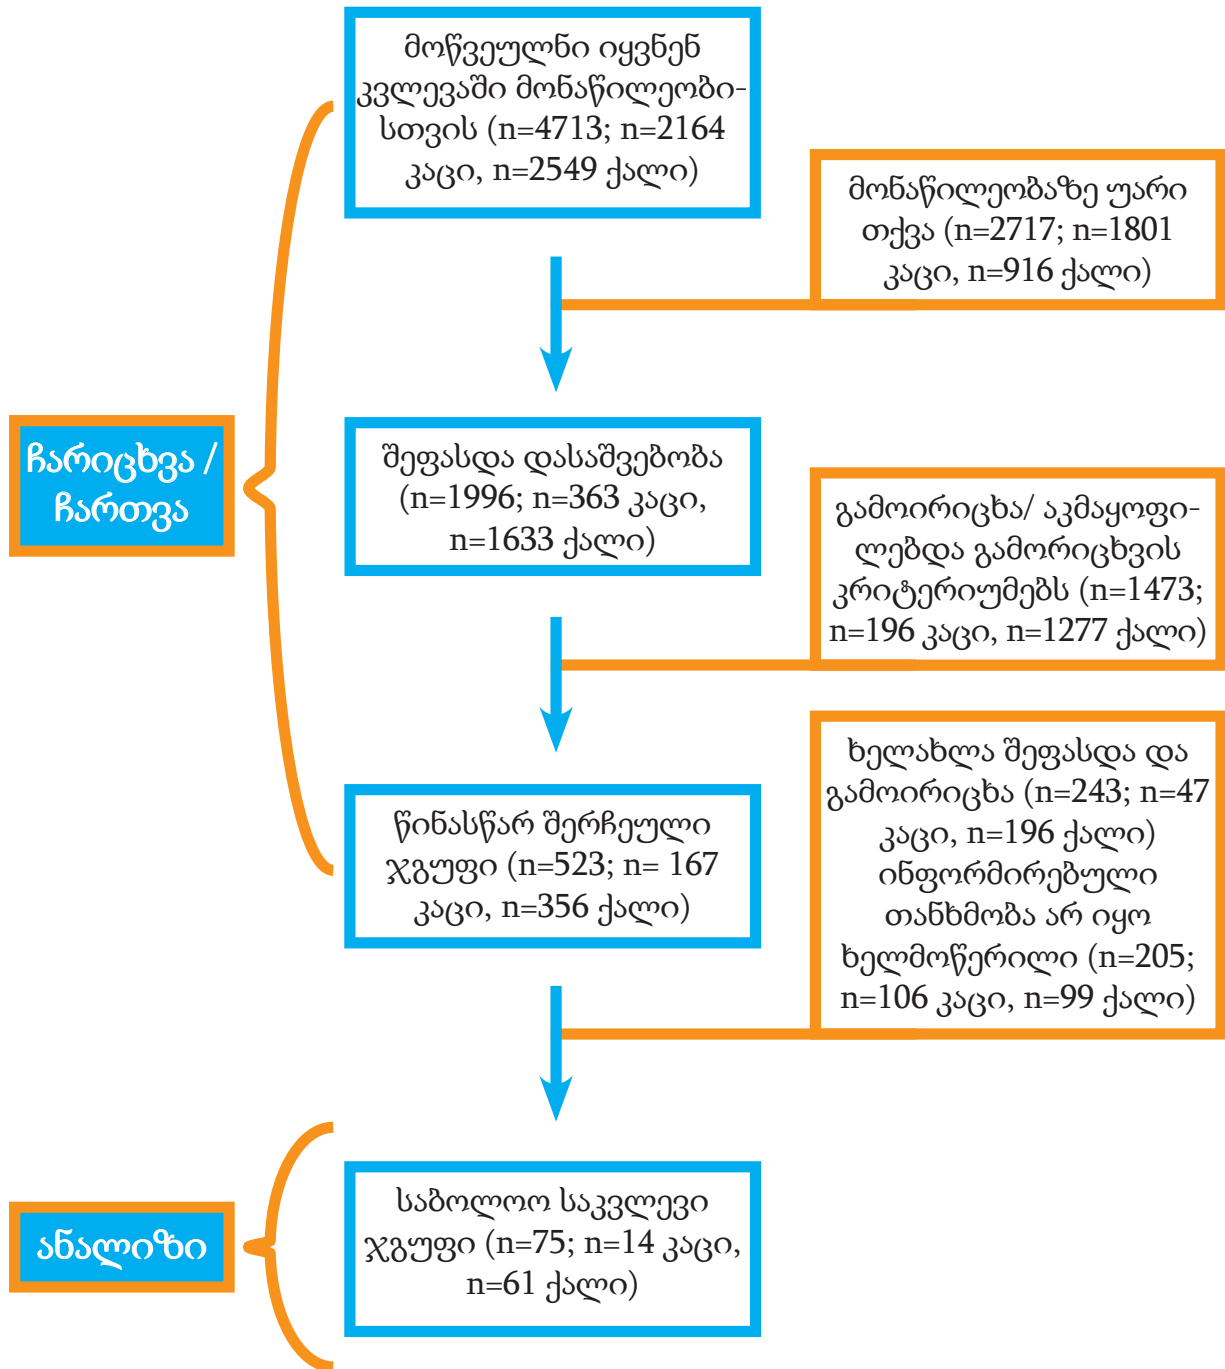 მოწვეულნი იყვნენ
კვლევაში მონაწილეობი-
სთვის (n=4713; n=2164
კაცი, n=2549 ქალი)
მონაწილეობაზე უარი
თქვა (n=2717; n=1801
კაცი, n=916 ქალი)
ჩარიცხვა /
ჩართვა
შეფასდა დასაშვებობა
(n=1996; n=363 კაცი,
n=1633 ქალი)
გამოირიცხა/ აკმაყოფი-
ლებდა გამორიცხვის
კრიტერიუმებს (n=1473;
n=196 კაცი, n=1277 ქალი)
წინასწარ შერჩეული
ჯგუფი (n=523; n= 167
კაცი, n=356 ქალი)
ხელახლა შეფასდა და
გამოირიცხა (n=243; n=47
კაცი, n=196 ქალი)
ინფორმირებული
თანხმობა არ იყო
ხელმოწერილი (n=205;
n=106 კაცი, n=99 ქალი)
ანალიზი
საბოლოო საკვლევი
ჯგუფი (n=75; n=14 კაცი,
n=61 ქალი)